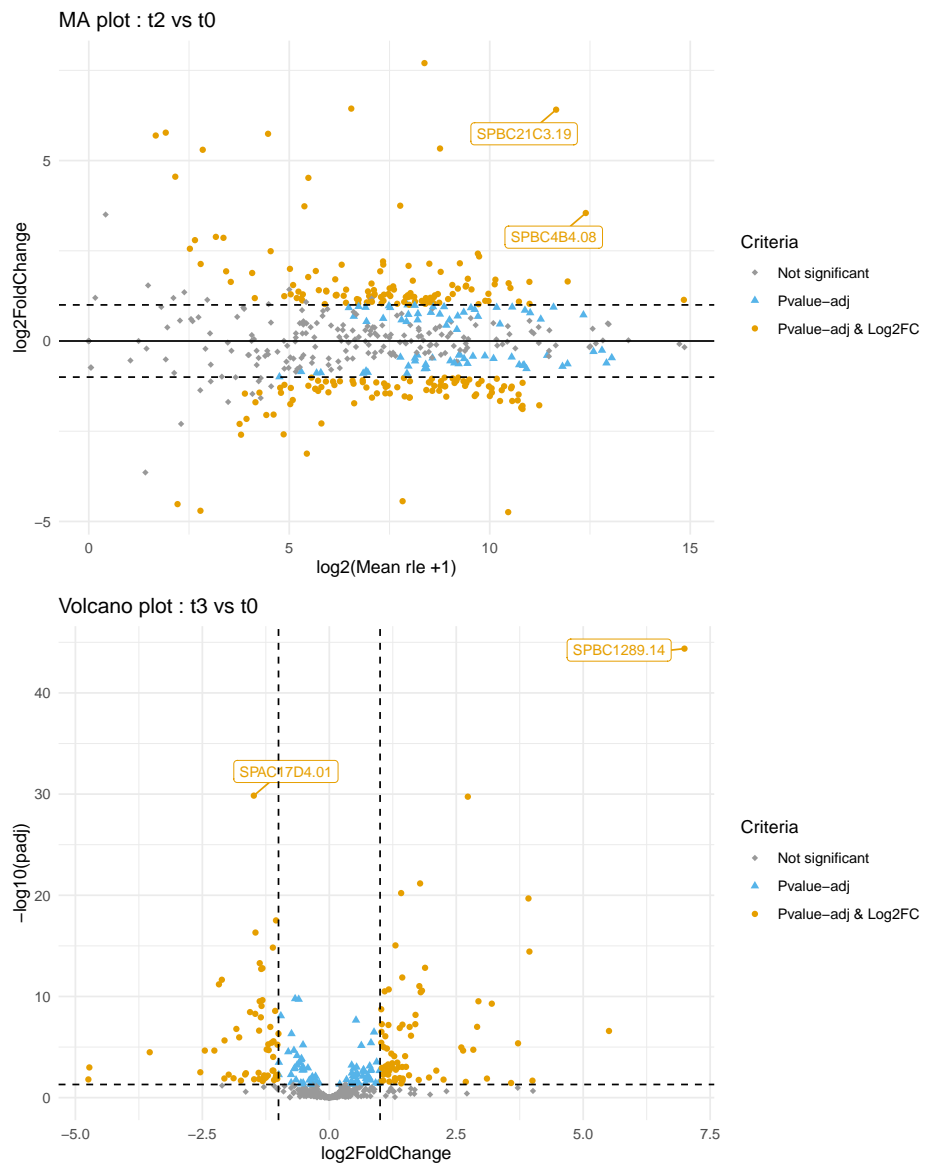 MA plot : t2 vs t0
log2FoldChange
5
0
−5
SPBC21C3.19
SPBC4B4.08
0
5
10
15
log2(Mean rle +1)
Criteria
Not significant
Pvalue−adj
Pvalue−adj & Log2FC
Volcano plot : t3 vs t0
−log10(padj)
40
30
20
10
0
SPBC1289.14
SPAC17D4.01
−5.0
−2.5
0.0
2.5
5.0
7.5
log2FoldChange
Criteria
Not significant
Pvalue−adj
Pvalue−adj & Log2FC